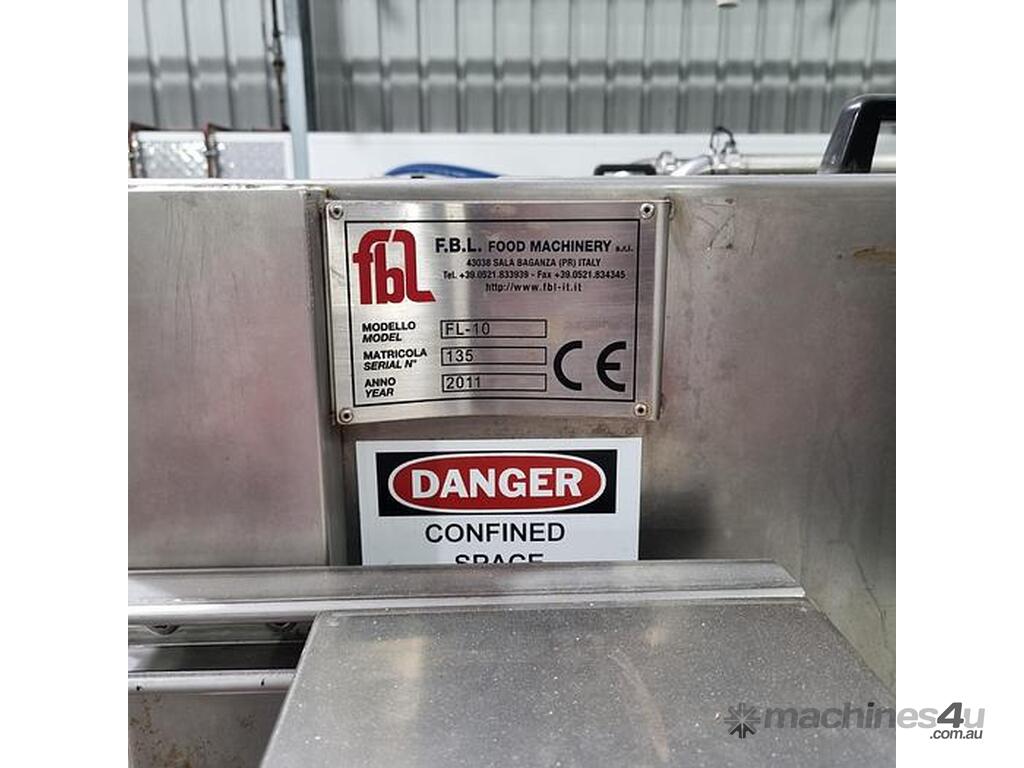 fbl
F.B.L. FOOD MACHINERY s.r.l.
43038 SALA BAGANZA (PR) ITALY
Tel. +39.0521.833939 - Fax +39.0521.834345
http://www.fbl-it.it
MODELLO
MODEL
FL-10
MATRICOLA
SERIAL N°
135
ANNO
YEAR
2011
CE
DANGER
CONFINED
SPACE
machines4u
.com.au